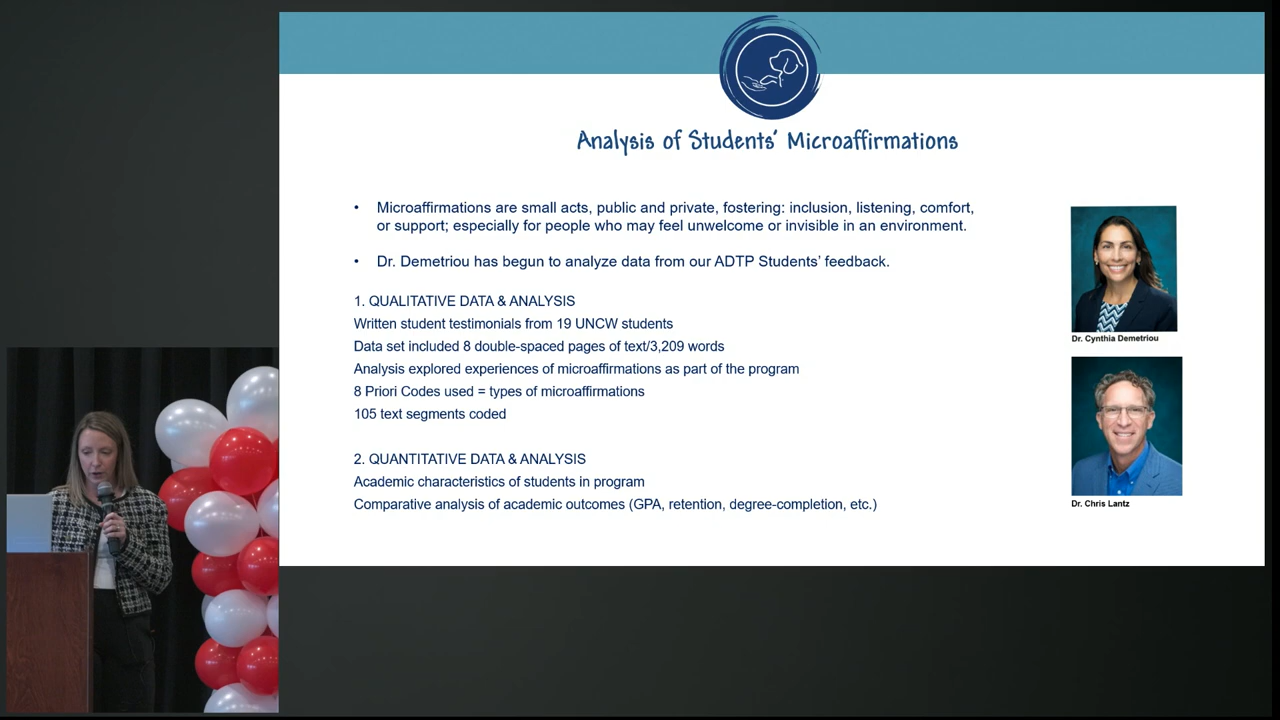 Analysis of Students' Microaffirmations
• Microaffirmations are small acts, public and private, fostering: inclusion, listening, comfort,
or support; especially for people who may feel unwelcome or invisible in an environment.
• Dr. Demetriou has begun to analyze data from our ADTP Students' feedback.
1. QUALITATIVE DATA & ANALYSIS
Written student testimonials from 19 UNCW students
Data set included 8 double-spaced pages of text/3,209 words
Analysis explored experiences of microaffirmations as part of the program
8 Priori Codes used = types of microaffirmations
105 text segments coded
2. QUANTITATIVE DATA & ANALYSIS
Academic characteristics of students in program
Comparative analysis of academic outcomes (GPA, retention, degree-completion, etc.)
Dr. Cynthia Demetriou
Dr. Chris Lantz